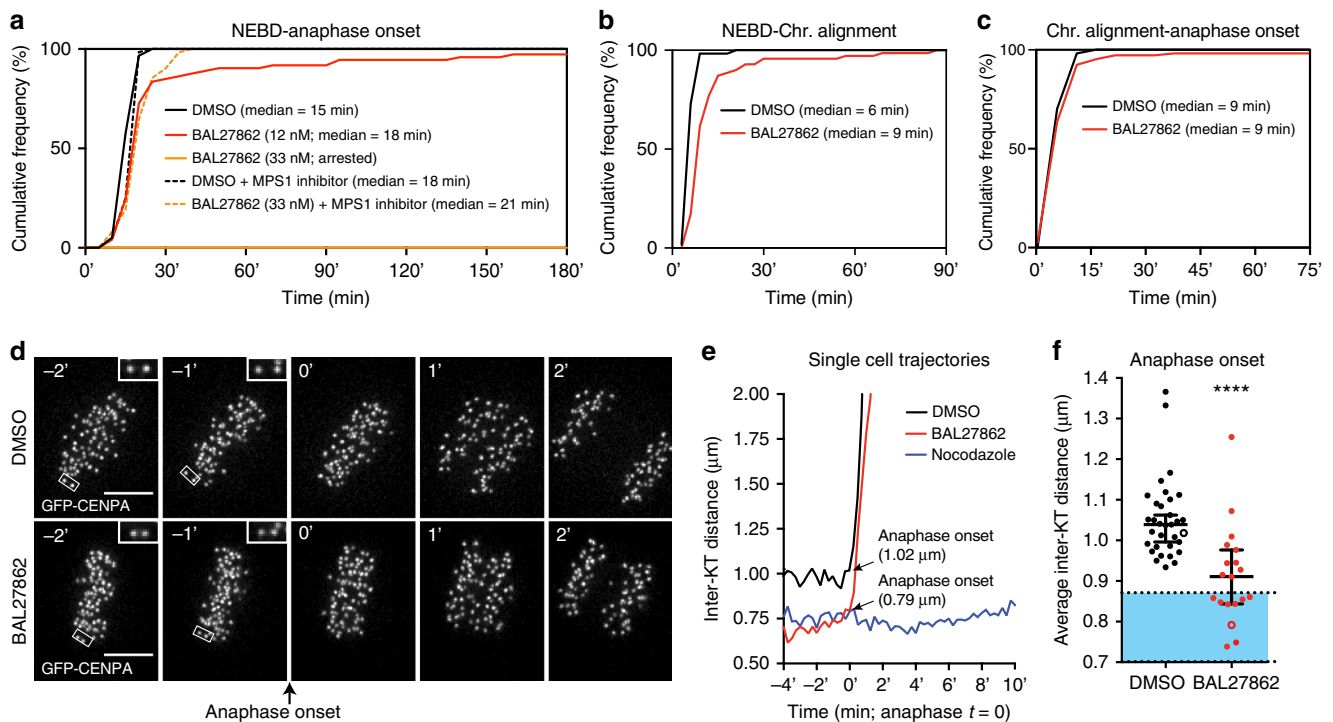 a
NEBD-anaphase onset
Cumulative frequency (%)
100
50
0
DMSO (median = 15 min)
BAL27862 (12 nM; median = 18 min)
BAL27862 (33 nM; arrested)
DMSO + MPS1 inhibitor (median = 18 min)
BAL27862 (33 nM) + MPS1 inhibitor (median = 21 min)
0' 30' 60' 90' 120' 150' 180'
Time (min)
b
NEBD-Chr. alignment
Cumulative frequency (%)
100
50
0
DMSO (median = 6 min)
BAL27862 (median = 9 min)
0' 30' 60' 90'
Time (min)
c
Chr. alignment-anaphase onset
Cumulative frequency (%)
100
50
0
DMSO (median = 9 min)
BAL27862 (median = 9 min)
0' 15' 30' 45' 60' 75'
Time (min)
d
DMSO
–2' –1' 0' 1' 2'
GFP-CENPA
BAL27862
–2' –1' 0' 1' 2'
GFP-CENPA
Anaphase onset
e
Single cell trajectories
Inter-KT distance (μm)
2.00
1.75
1.50
1.25
1.00
0.75
0.50
DMSO
BAL27862
Nocodazole
Anaphase onset
(1.02 μm)
Anaphase onset
(0.79 μm)
–4' –2' 0' 2' 4' 6' 8' 10'
Time (min; anaphase t = 0)
f
Anaphase onset
Average inter-KT distance (μm)
1.4
1.3
1.2
1.1
1.0
0.9
0.8
0.7
****
DMSO BAL27862